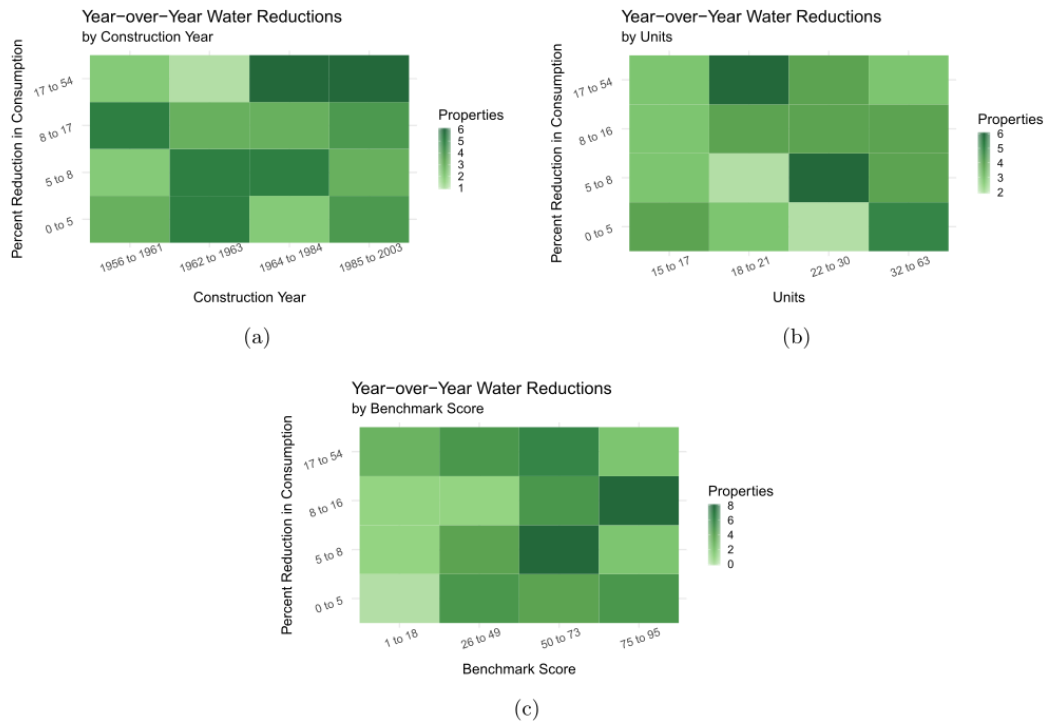 Year−over−Year Water Reductions
by Construction Year
Percent Reduction in Consumption
17 to 54
8 to 17
5 to 8
0 to 5
1956 to 1961
1962 to 1963
1964 to 1984
1985 to 2003
Construction Year
Properties
6
5
4
3
2
1
(a)
Year−over−Year Water Reductions
by Units
Percent Reduction in Consumption
17 to 54
8 to 16
5 to 8
0 to 5
15 to 17
18 to 21
22 to 30
32 to 63
Units
Properties
6
5
4
3
2
(b)
Year−over−Year Water Reductions
by Benchmark Score
Percent Reduction in Consumption
17 to 54
8 to 16
5 to 8
0 to 5
1 to 18
26 to 49
50 to 73
75 to 95
Benchmark Score
Properties
8
6
4
2
0
(c)